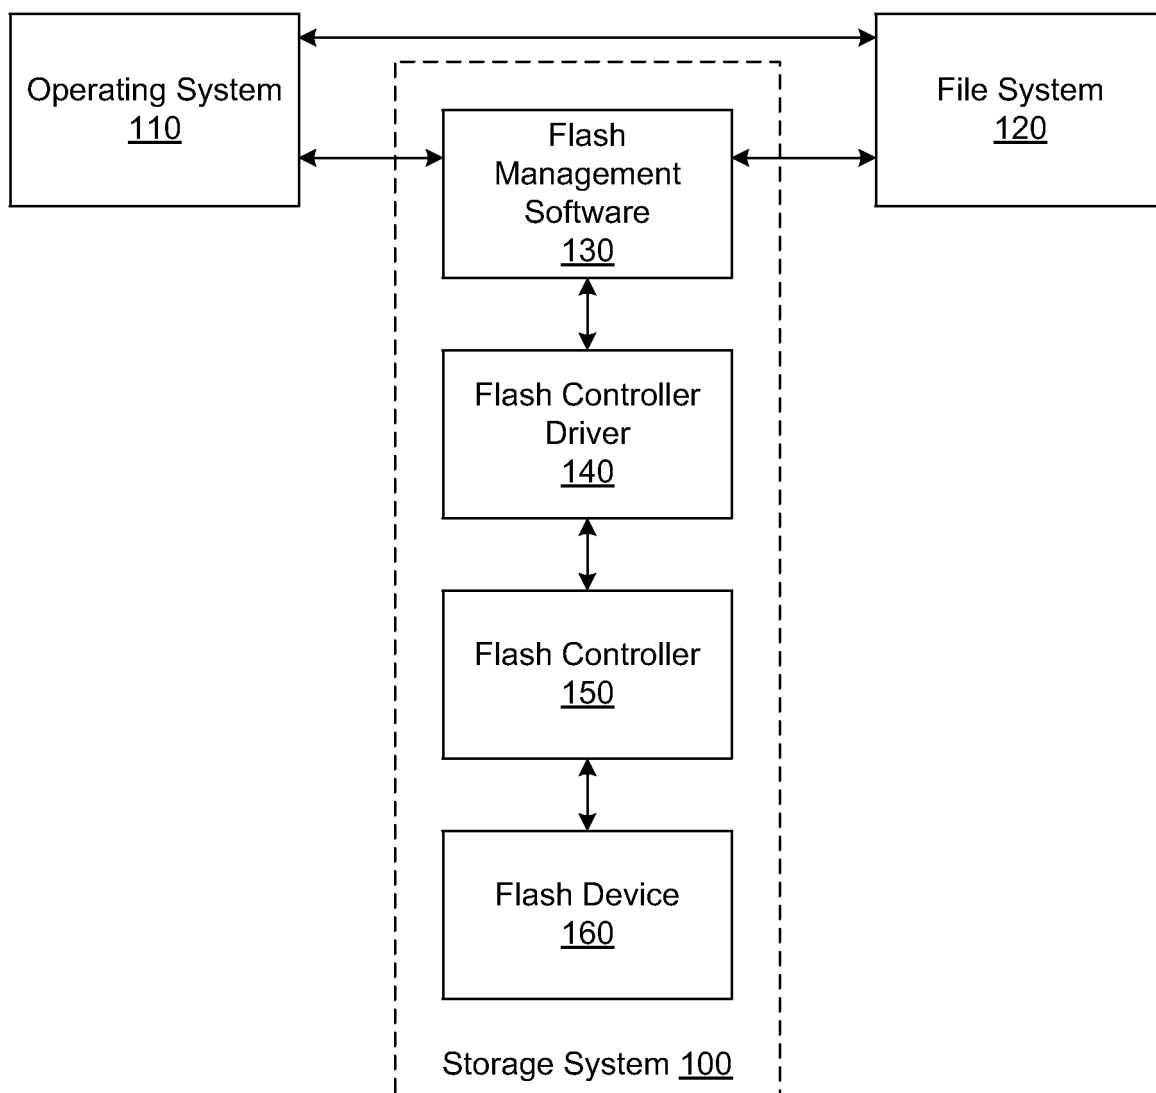 Operating System
110
File System
120
Flash
Management
Software
130
Flash Controller
Driver
140
Flash Controller
150
Flash Device
160
Storage System 100